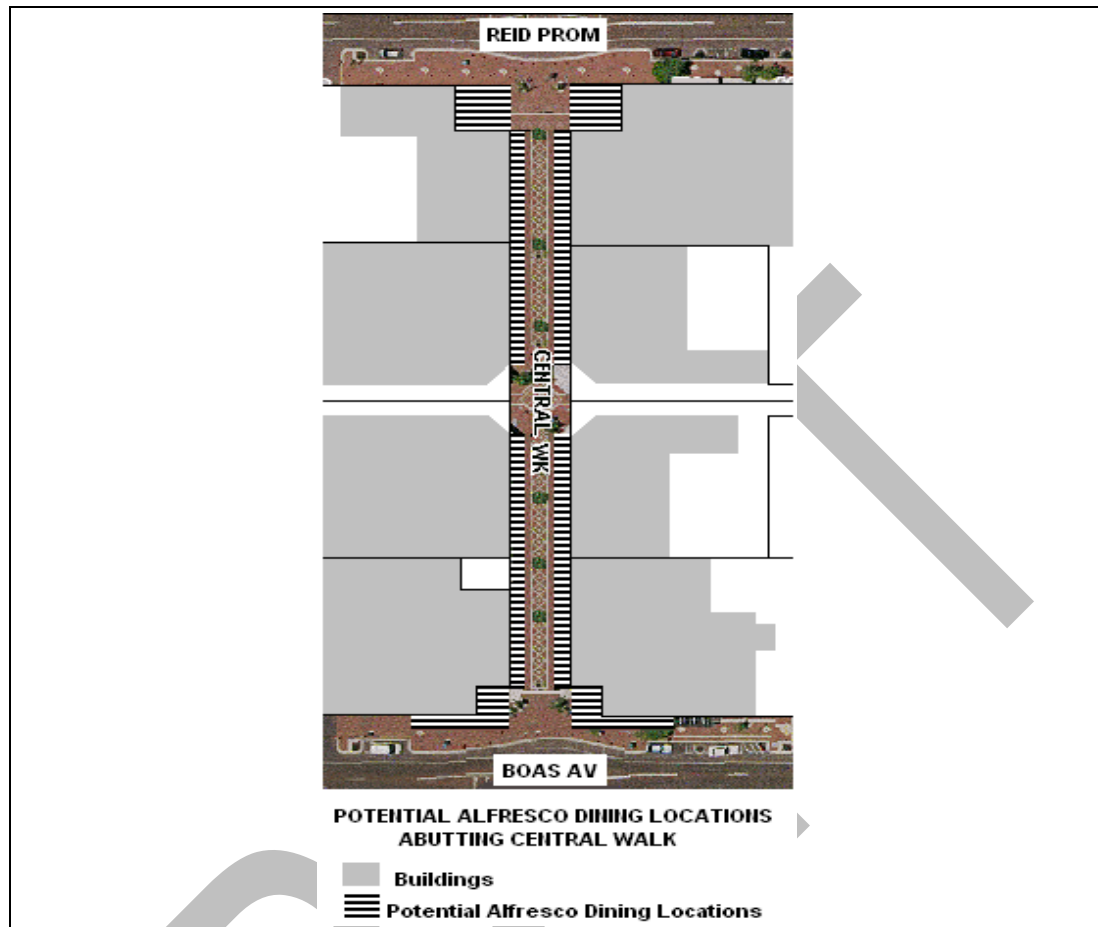 REID PROM
CENTRAL WK
BOAS AV
POTENTIAL ALFRESCO DINING LOCATIONS
ABUTTING CENTRAL WALK
Buildings
Potential Alfresco Dining Locations